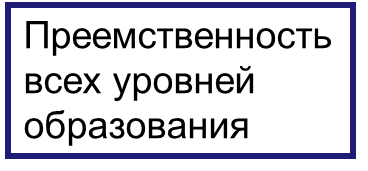 Преемственность
всех уровней
образования